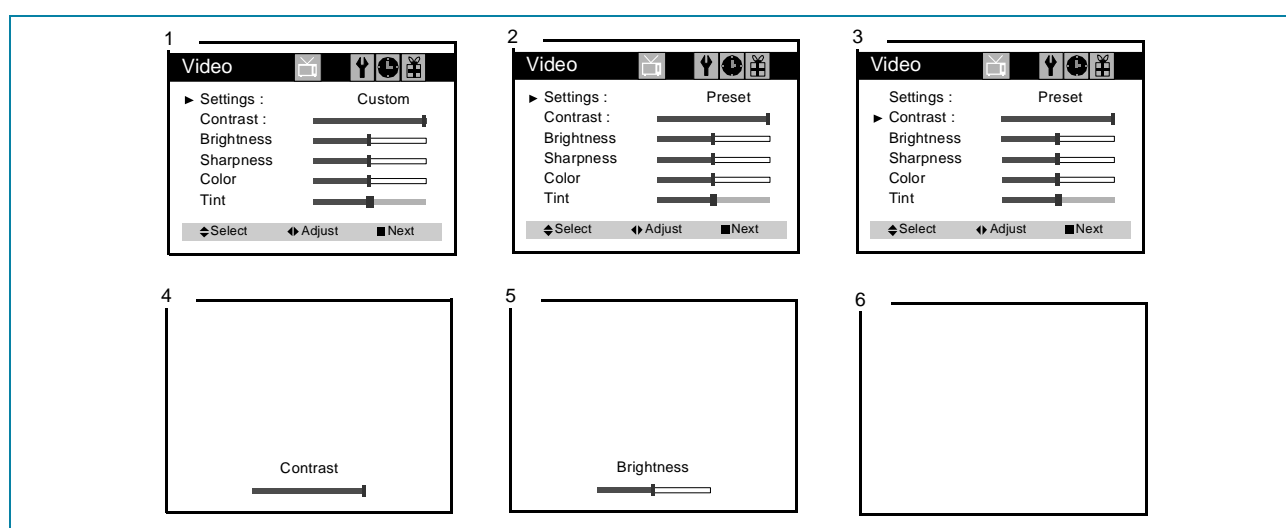 1
Video
► Settings : Custom
Contrast :
Brightness
Sharpness
Color
Tint
Select Adjust Next
2
Video
► Settings : Preset
Contrast :
Brightness
Sharpness
Color
Tint
Select Adjust Next
3
Video
Settings : Preset
► Contrast :
Brightness
Sharpness
Color
Tint
Select Adjust Next
4
Contrast
5
Brightness
6